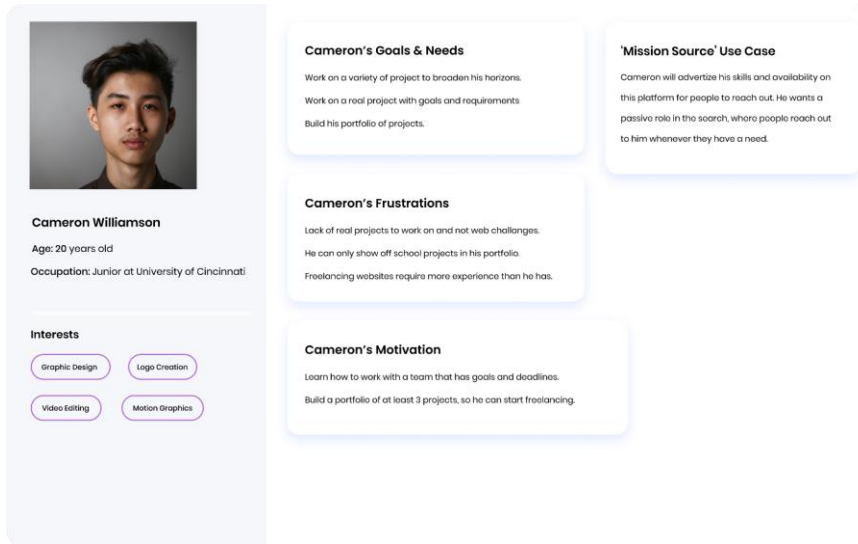 Cameron Williamson
Age: 20 years old
Occupation: Junior at University of Cincinnati
Interests
Graphic Design
Logo Creation
Video Editing
Motion Graphics
Cameron's Goals & Needs
Work on a variety of project to broaden his horizons.
Work on a real project with goals and requirements
Build his portfolio of projects.
Cameron's Frustrations
Lack of real projects to work on and not web challanges.
He can only show off school projects in his portfolio.
Freelancing websites require more experience than he has.
Cameron's Motivation
Learn how to work with a team that has goals and deadlines.
Build a portfolio of at least 3 projects, so he can start freelancing.
'Mission Source' Use Case
Cameron will advertize his skills and availability on
this platform for people to reach out. He wants a
passive role in the search, where people reach out
to him whenever they have a need.